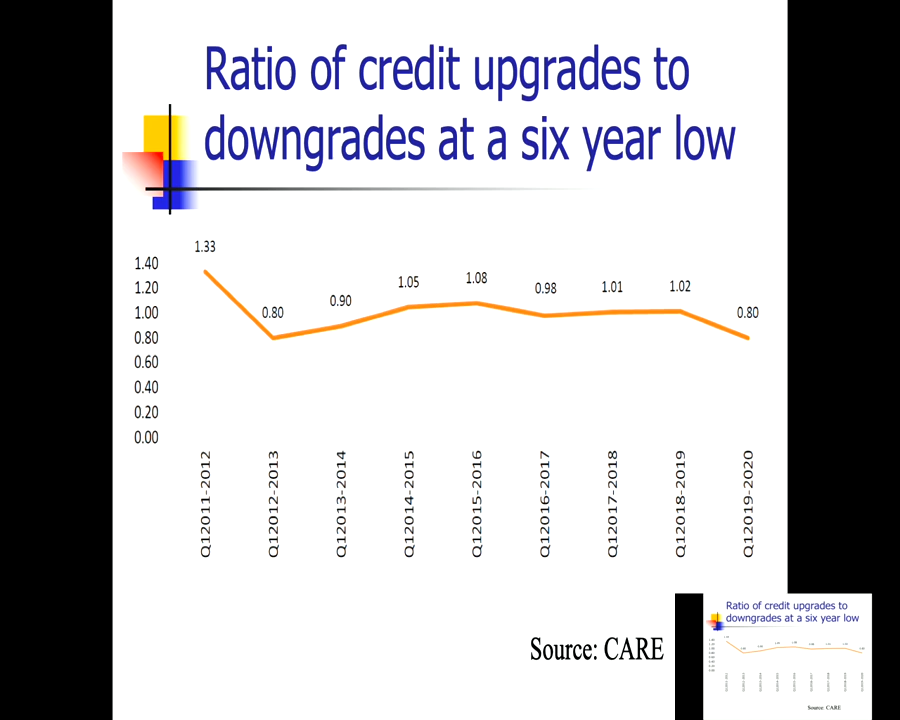 Ratio of credit upgrades to
downgrades at a six year low
1.33
0.80
0.90
1.05
1.08
0.98
1.01
1.02
0.80
1.40
1.20
1.00
0.80
0.60
0.40
0.20
0.00
Q12011-2012
Q12012-2013
Q12013-2014
Q12014-2015
Q12015-2016
Q12016-2017
Q12017-2018
Q12018-2019
Q12019-2020
Source: CARE
Ratio of credit upgrades to
downgrades at a six year low
Source: CARE